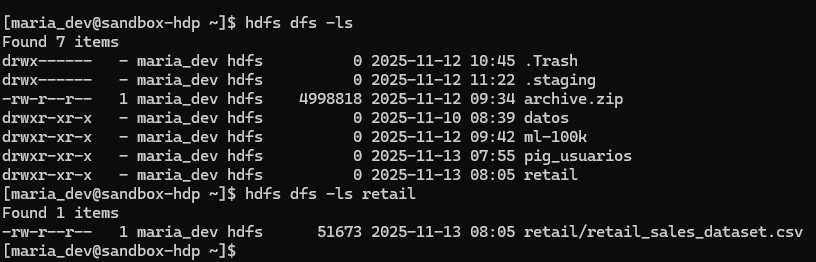 [maria_dev@sandbox-hdp ~]$ hdfs dfs -ls
Found 7 items
drwx------   - maria_dev hdfs          0 2025-11-12 10:45 .Trash
drwx------   - maria_dev hdfs          0 2025-11-12 11:22 .staging
-rw-r--r--   1 maria_dev hdfs    4998818 2025-11-12 09:34 archive.zip
drwxr-xr-x   - maria_dev hdfs          0 2025-11-10 08:39 datos
drwxr-xr-x   - maria_dev hdfs          0 2025-11-12 09:42 ml-100k
drwxr-xr-x   - maria_dev hdfs          0 2025-11-13 07:55 pig_usuarios
drwxr-xr-x   - maria_dev hdfs          0 2025-11-13 08:05 retail
[maria_dev@sandbox-hdp ~]$ hdfs dfs -ls retail
Found 1 items
-rw-r--r--   1 maria_dev hdfs      51673 2025-11-13 08:05 retail/retail_sales_dataset.csv
[maria_dev@sandbox-hdp ~]$